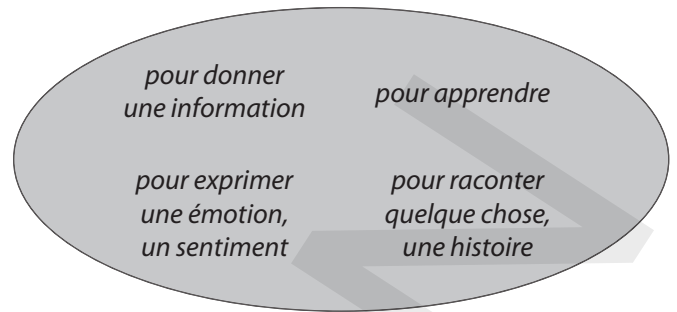 pour donner
une information
pour apprendre
pour exprimer
une émotion,
un sentiment
pour raconter
quelque chose,
une histoire